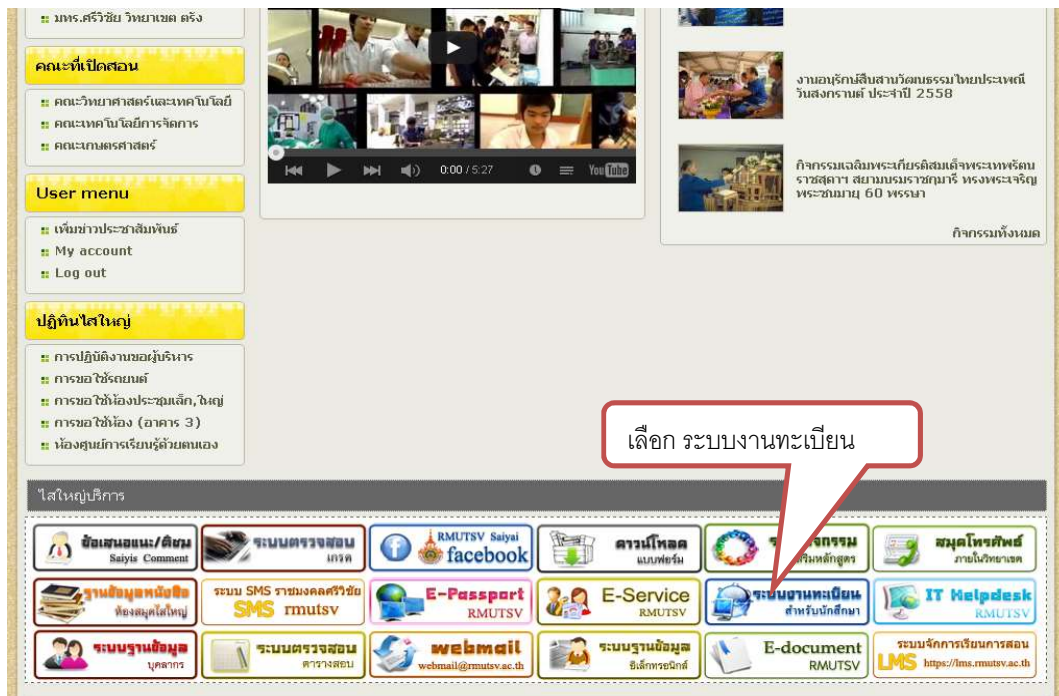 มทร.ศรีวิชัย วิทยาเขต ตรัง
คณะที่เปิดสอน
คณะวิทยาศาสตร์และเทคโนโลยี
คณะเทคโนโลยีการจัดการ
คณะเกษตรศาสตร์
User menu
เพิ่มข่าวประชาสัมพันธ์
My account
Log out
ปฏิทินไสใหญ่
การปฏิบัติงานของผู้บริหาร
การขอใช้รถยนต์
การขอใช้ห้องประชุมเล็ก,ใหญ่
การขอใช้ห้อง (อาคาร 3)
ห้องศูนย์การเรียนรู้ด้วยตนเอง
0:00 / 5:27
YouTube
งานอนุรักษ์สืบสานวัฒนธรรมไทยประเพณี
วันสงกรานต์ ประจำปี 2558
กิจกรรมเฉลิมพระเกียรติสมเด็จพระเทพรัตน
ราชสุดาฯ สยามบรมราชกุมารี ทรงพระเจริญ
พระชนมายุ 60 พรรษา
กิจกรรมทั้งหมด
เลือก ระบบงานทะเบียน
ไสใหญ่บริการ
ข้อเสนอแนะ/ติชม
Saiyis Comment
ระบบตรวจสอบ
เกรด
RMUTSV Saiyai
facebook
ดาวน์โหลด
แบบฟอร์ม
สมุดโทรศัพท์
ภายในวิทยาเขต
ฐานข้อมูลหนังสือ
ห้องสมุดไสใหญ่
ระบบ SMS ราชมงคลศรีวิชัย
SMS rmutsv
E-Passport
RMUTSV
E-Service
RMUTSV
ระบบงานทะเบียน
สำหรับนักศึกษา
IT Helpdesk
RMUTSV
ระบบฐานข้อมูล
บุคลากร
ระบบตรวจสอบ
ตารางสอบ
webmail
webmail@rmutsv.ac.th
ระบบฐานข้อมูล
อิเล็กทรอนิกส์
E-document
RMUTSV
ระบบจัดการเรียนการสอน
LMS https://lms.rmutsv.ac.th